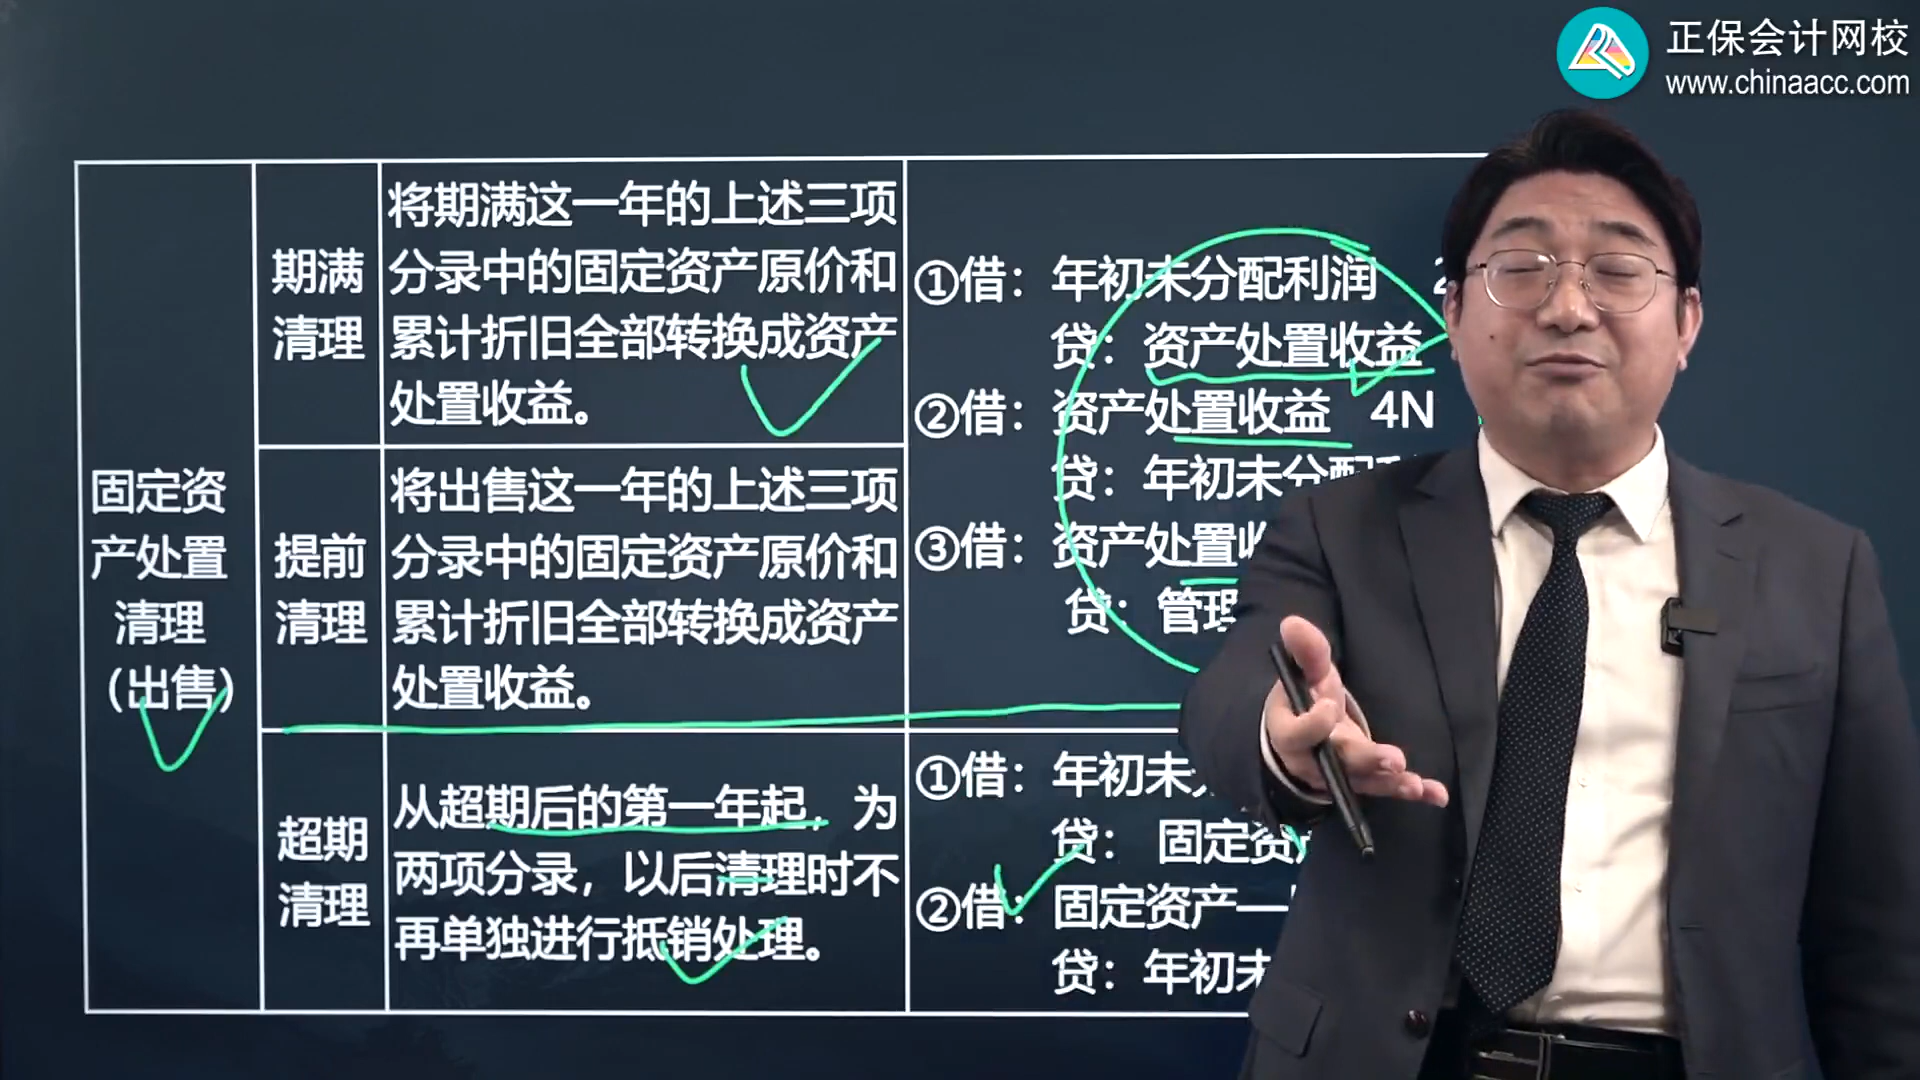 正保会计网校
www.chinaacc.com
固定资
产处置
清理
(出售)
期满
清理
将期满这一年的上述三项
分录中的固定资产原价和
累计折旧全部转换成资产
处置收益。
提前
清理
将出售这一年的上述三项
分录中的固定资产原价和
累计折旧全部转换成资产
处置收益。
①借：年初未分配利润
贷：资产处置收益
②借：资产处置收益 4N
贷：年初未分配
③借：资产处置收
贷：管理
超期
清理
从超期后的第一年起，为
两项分录，以后清理时不
再单独进行抵销处理。
①借：年初未
贷：固定资
②借：固定资产—
贷：年初未